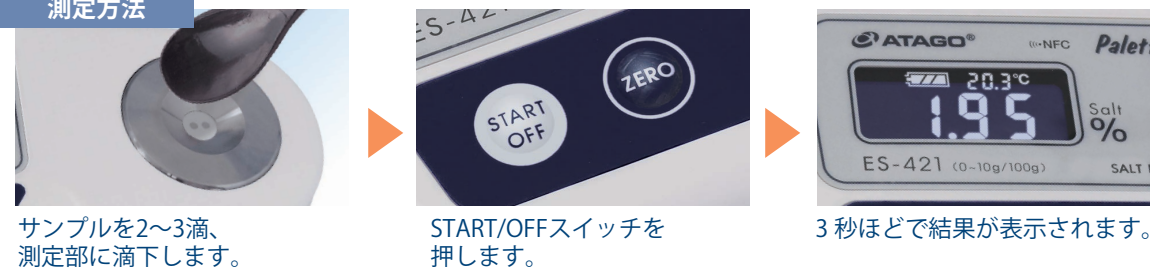 測定方法
サンプルを2～3滴、
測定部に滴下します。
ES-421
START
OFF
ZERO
START/OFFスイッチを
押します。
ATAGO®
NFC
20.3℃
1.95
Salt
%
ES-421 (0~10g/100g)
SALT
3 秒ほどで結果が表示されます。